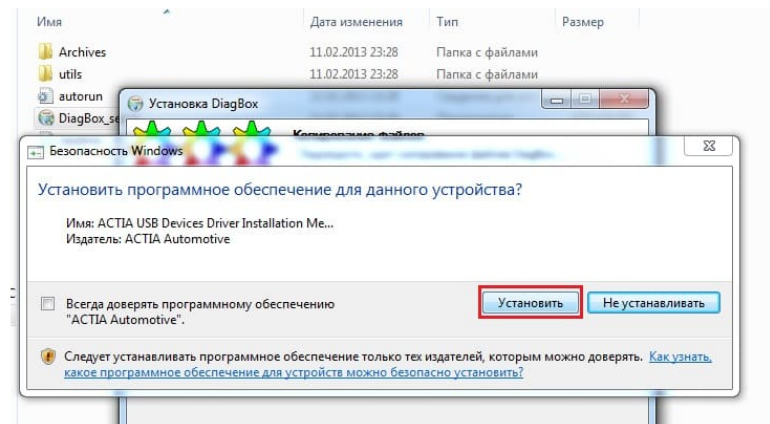 Имя Дата изменения Тип Размер
Archives 11.02.2013 23:28 Папка с файлами
utils 11.02.2013 23:28 Папка с файлами
autorun
Установка DiagBox
DiagBox_se
Копирование файлов
Безопасность Windows
Установить программное обеспечение для данного устройства?
Имя: ACTIA USB Devices Driver Installation Me...
Издатель: ACTIA Automotive
Всегда доверять программному обеспечению
"ACTIA Automotive".
Установить Не устанавливать
Следует устанавливать программное обеспечение только тех издателей, которым можно доверять. Как узнать,
какое программное обеспечение для устройств можно безопасно установить?